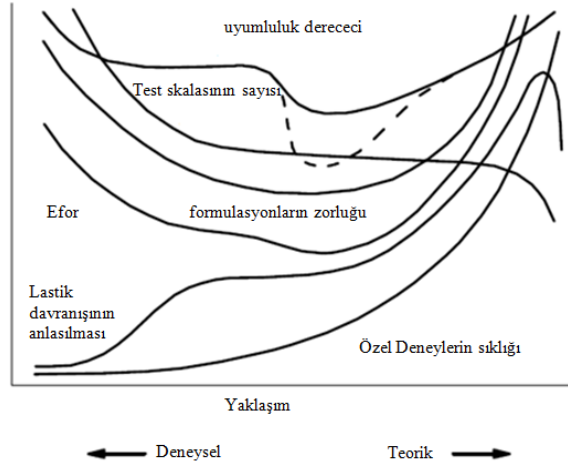 uyumluluk derececi
Test skalasının sayısı
Efor
formulasyonların zorluğu
Lastik
davranışının
anlasılması
Özel Deneylerin sıklığı
Yaklaşım
Deneysel
Teorik